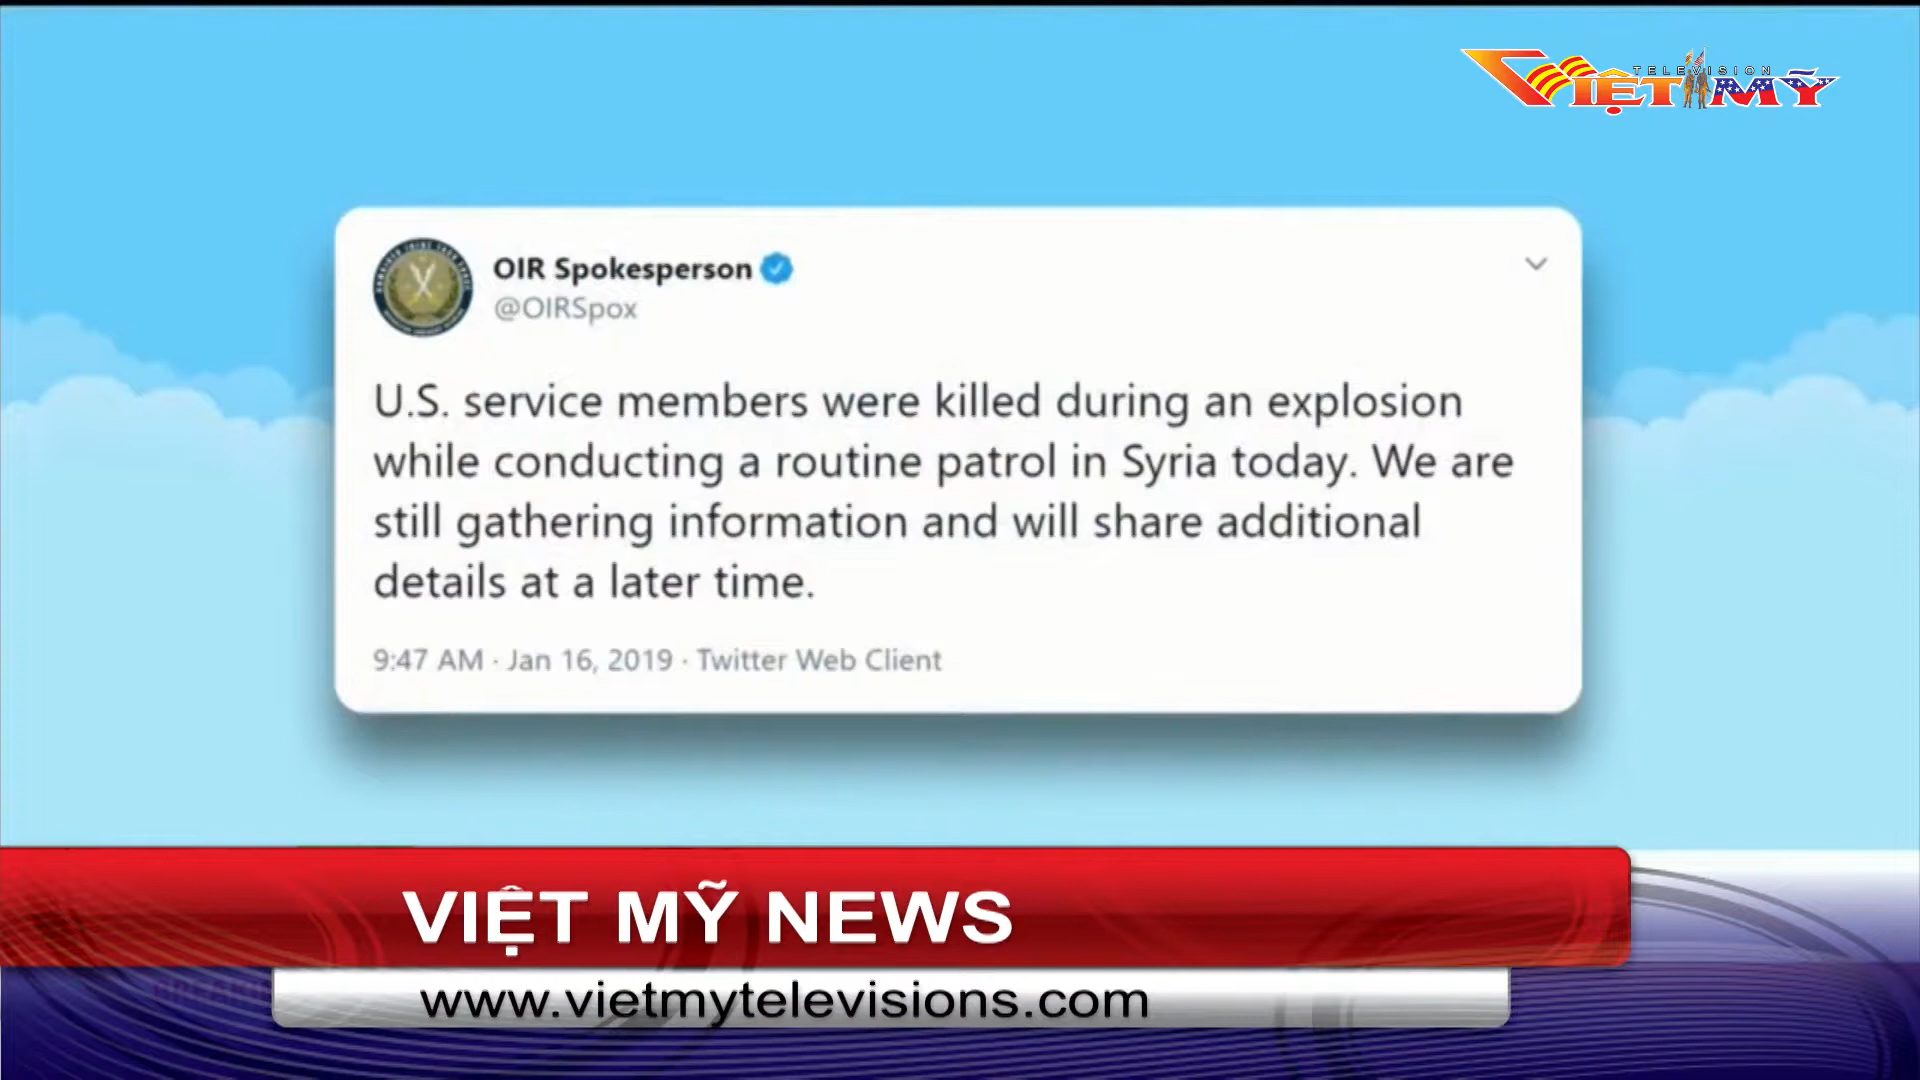 TELEVISION
VIỆT MỸ
OIR Spokesperson
@OIRSpox
U.S. service members were killed during an explosion
while conducting a routine patrol in Syria today. We are
still gathering information and will share additional
details at a later time.
9:47 AM · Jan 16, 2019 · Twitter Web Client
VIỆT MỸ NEWS
www.vietmytelevisions.com